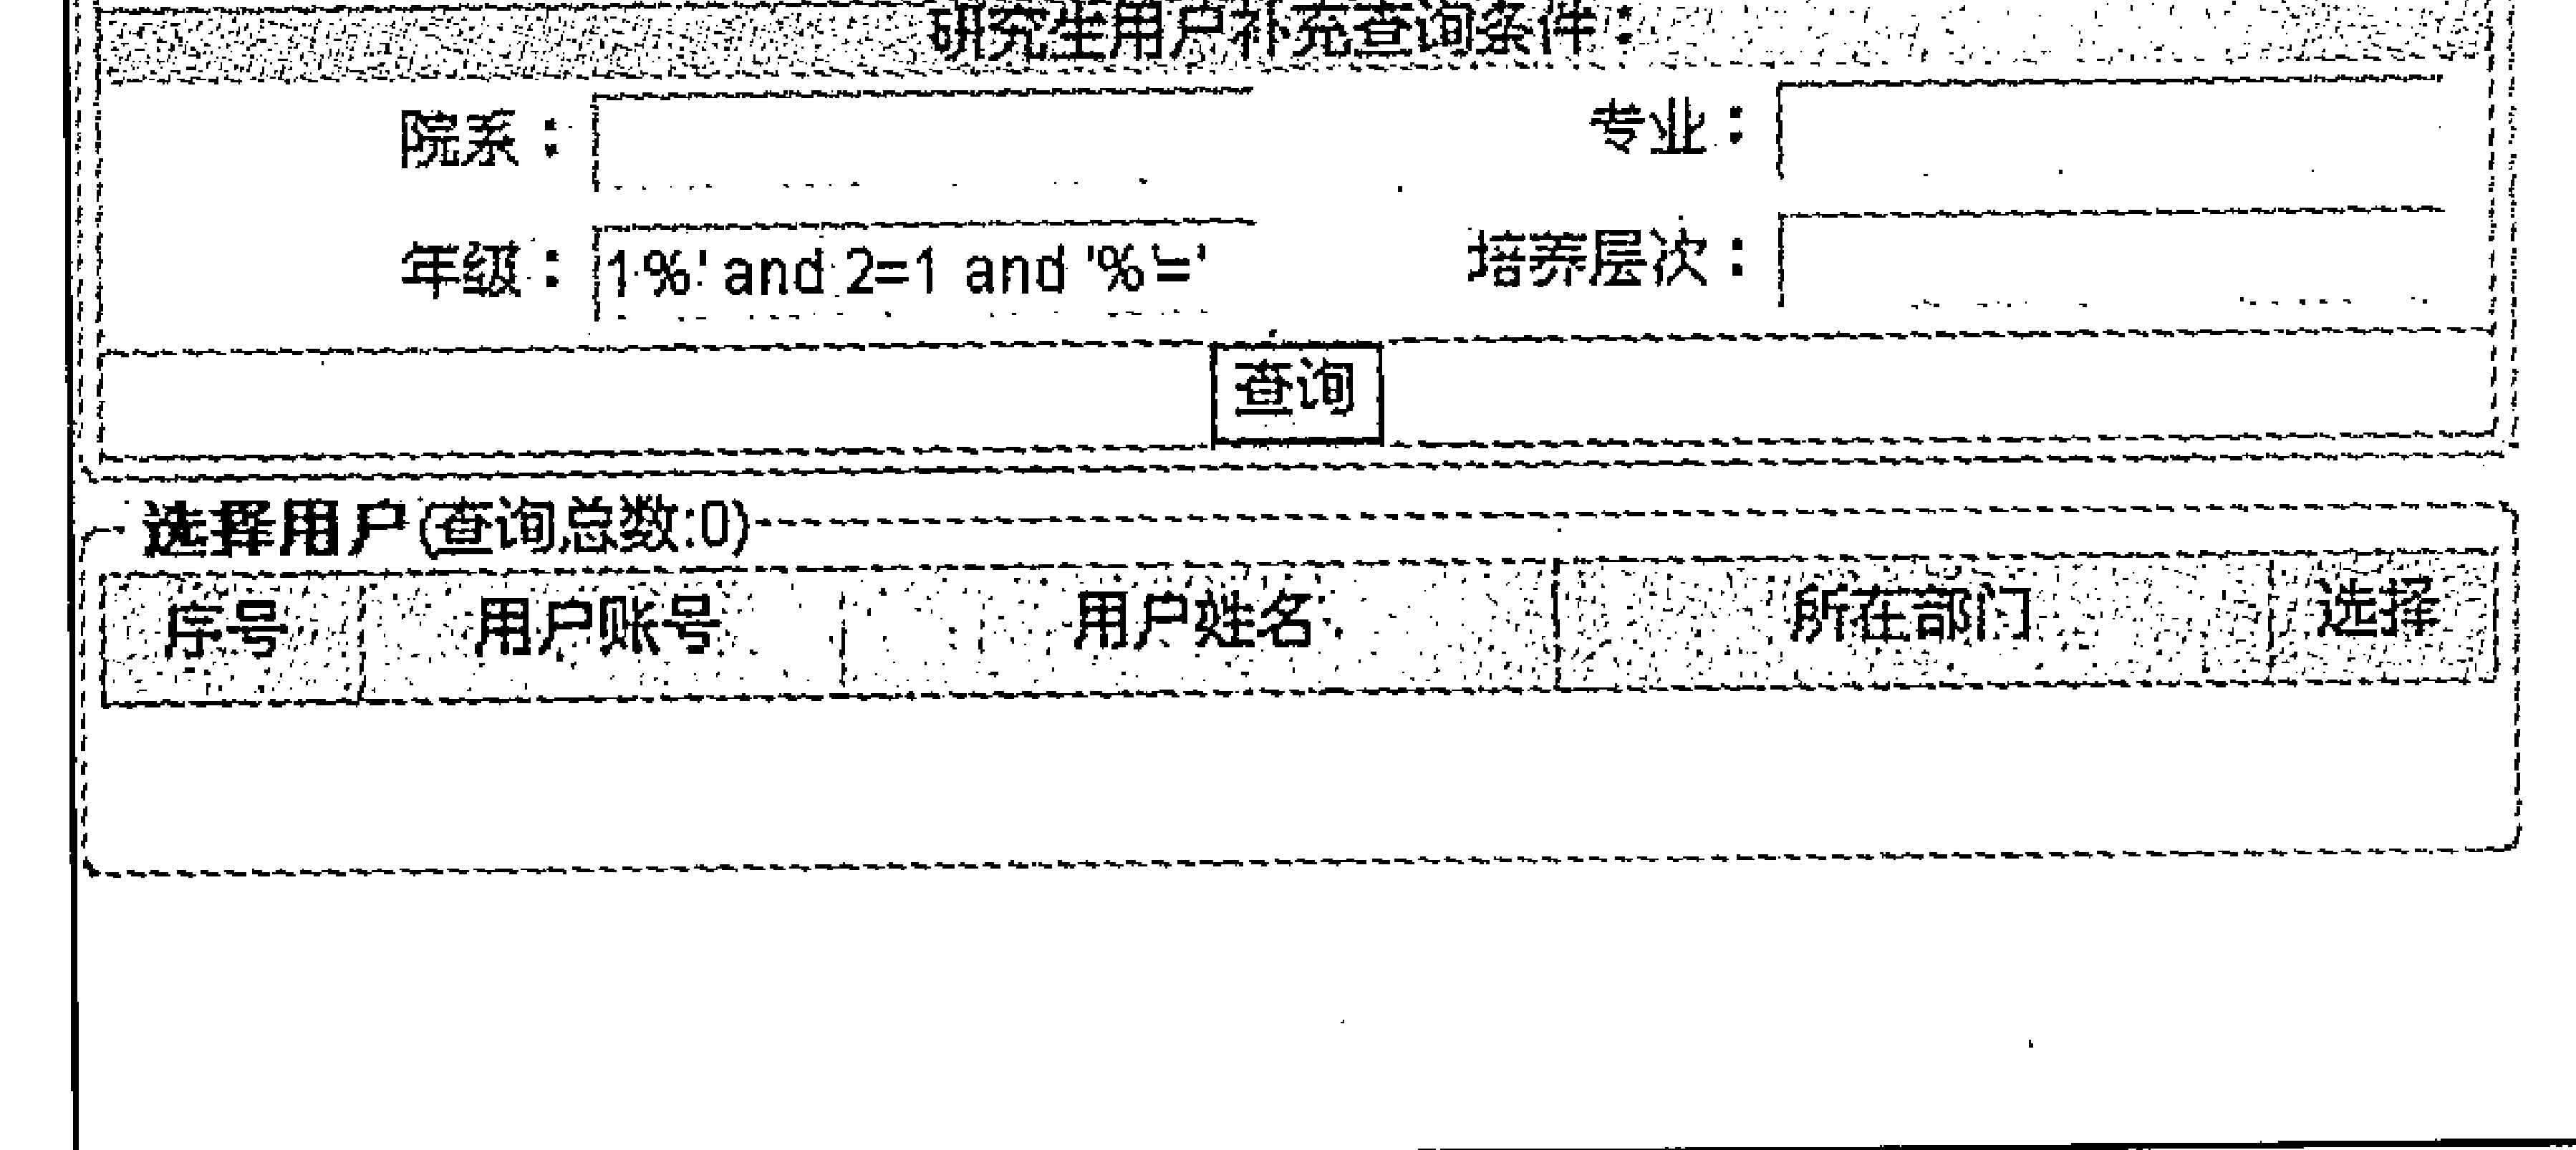 研究生用户补充查询条件：
院系： 专业：
年级： 1%' and 2=1 and '%'=' 培养层次：
查询
选择用户(查询总数:0)
序号 用户账号 用户姓名 所在部门 选择